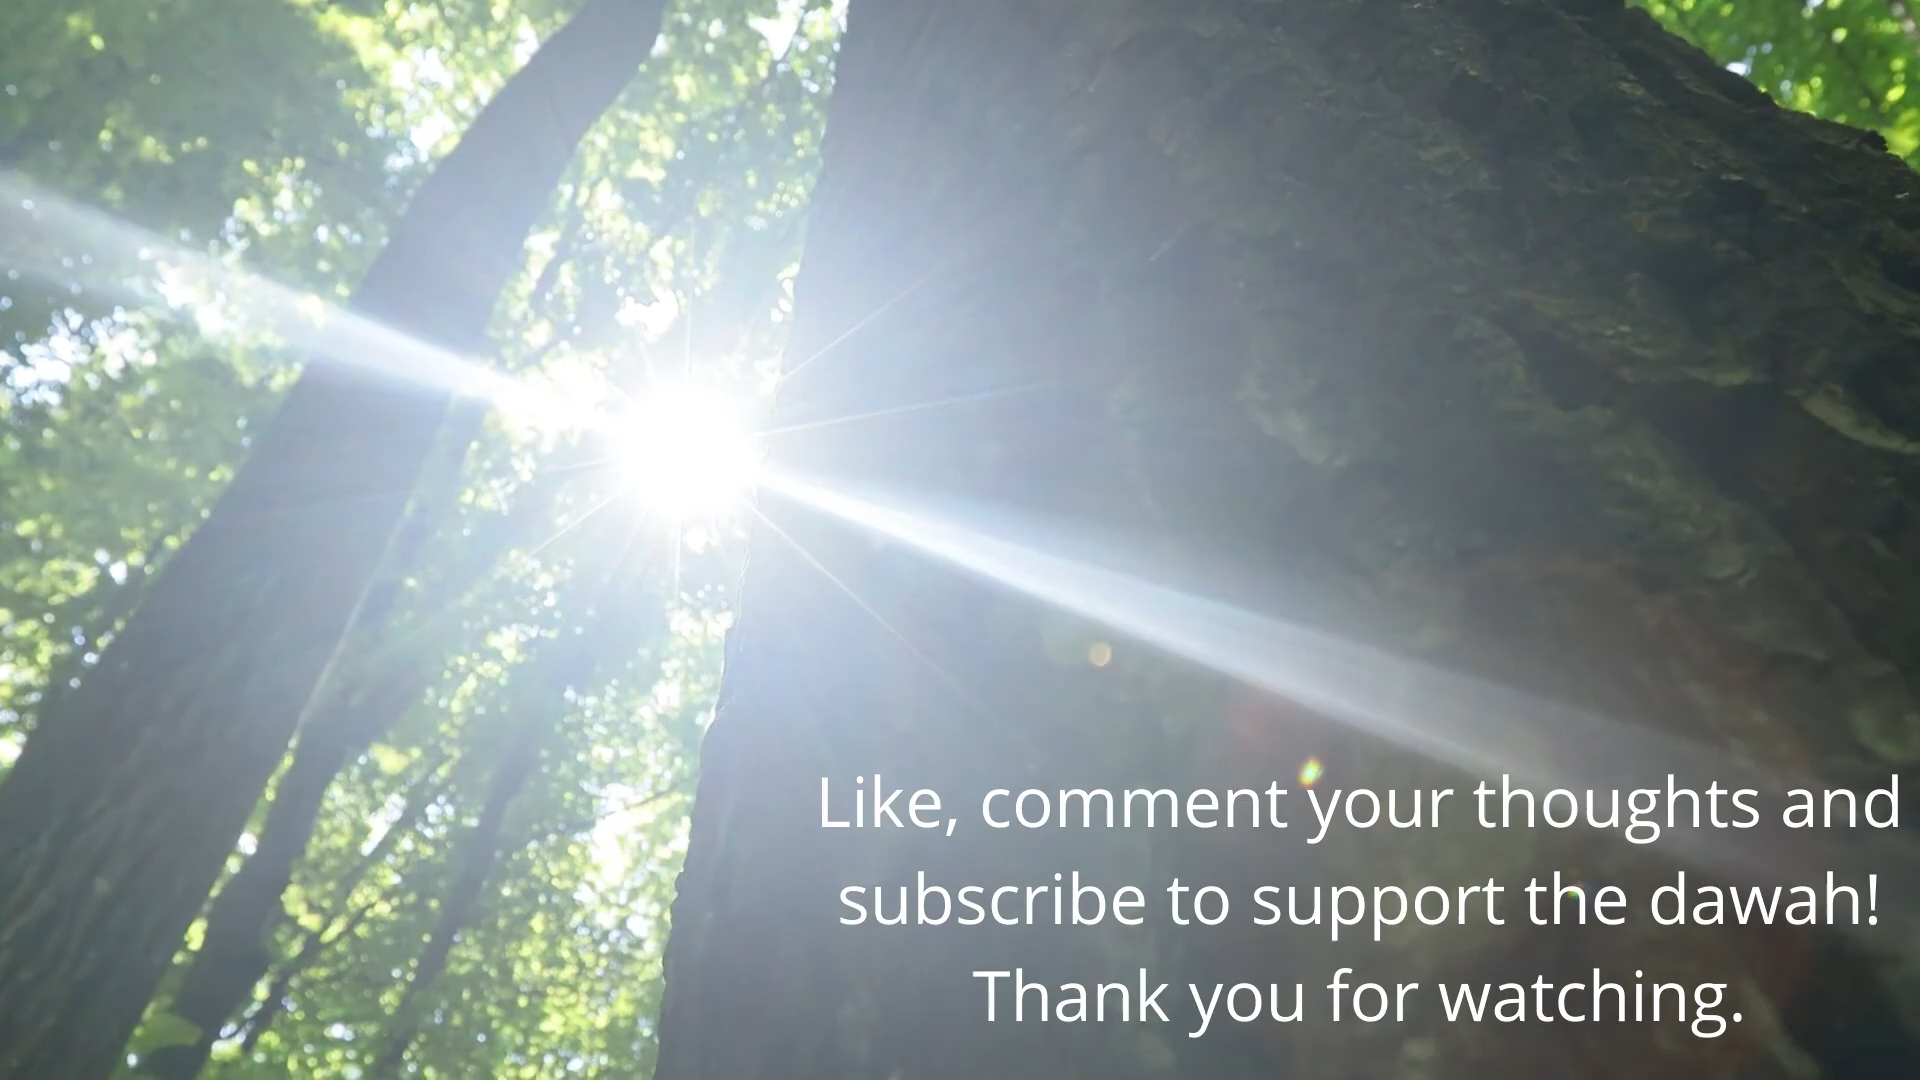 Like, comment your thoughts and
subscribe to support the dawah!
Thank you for watching.